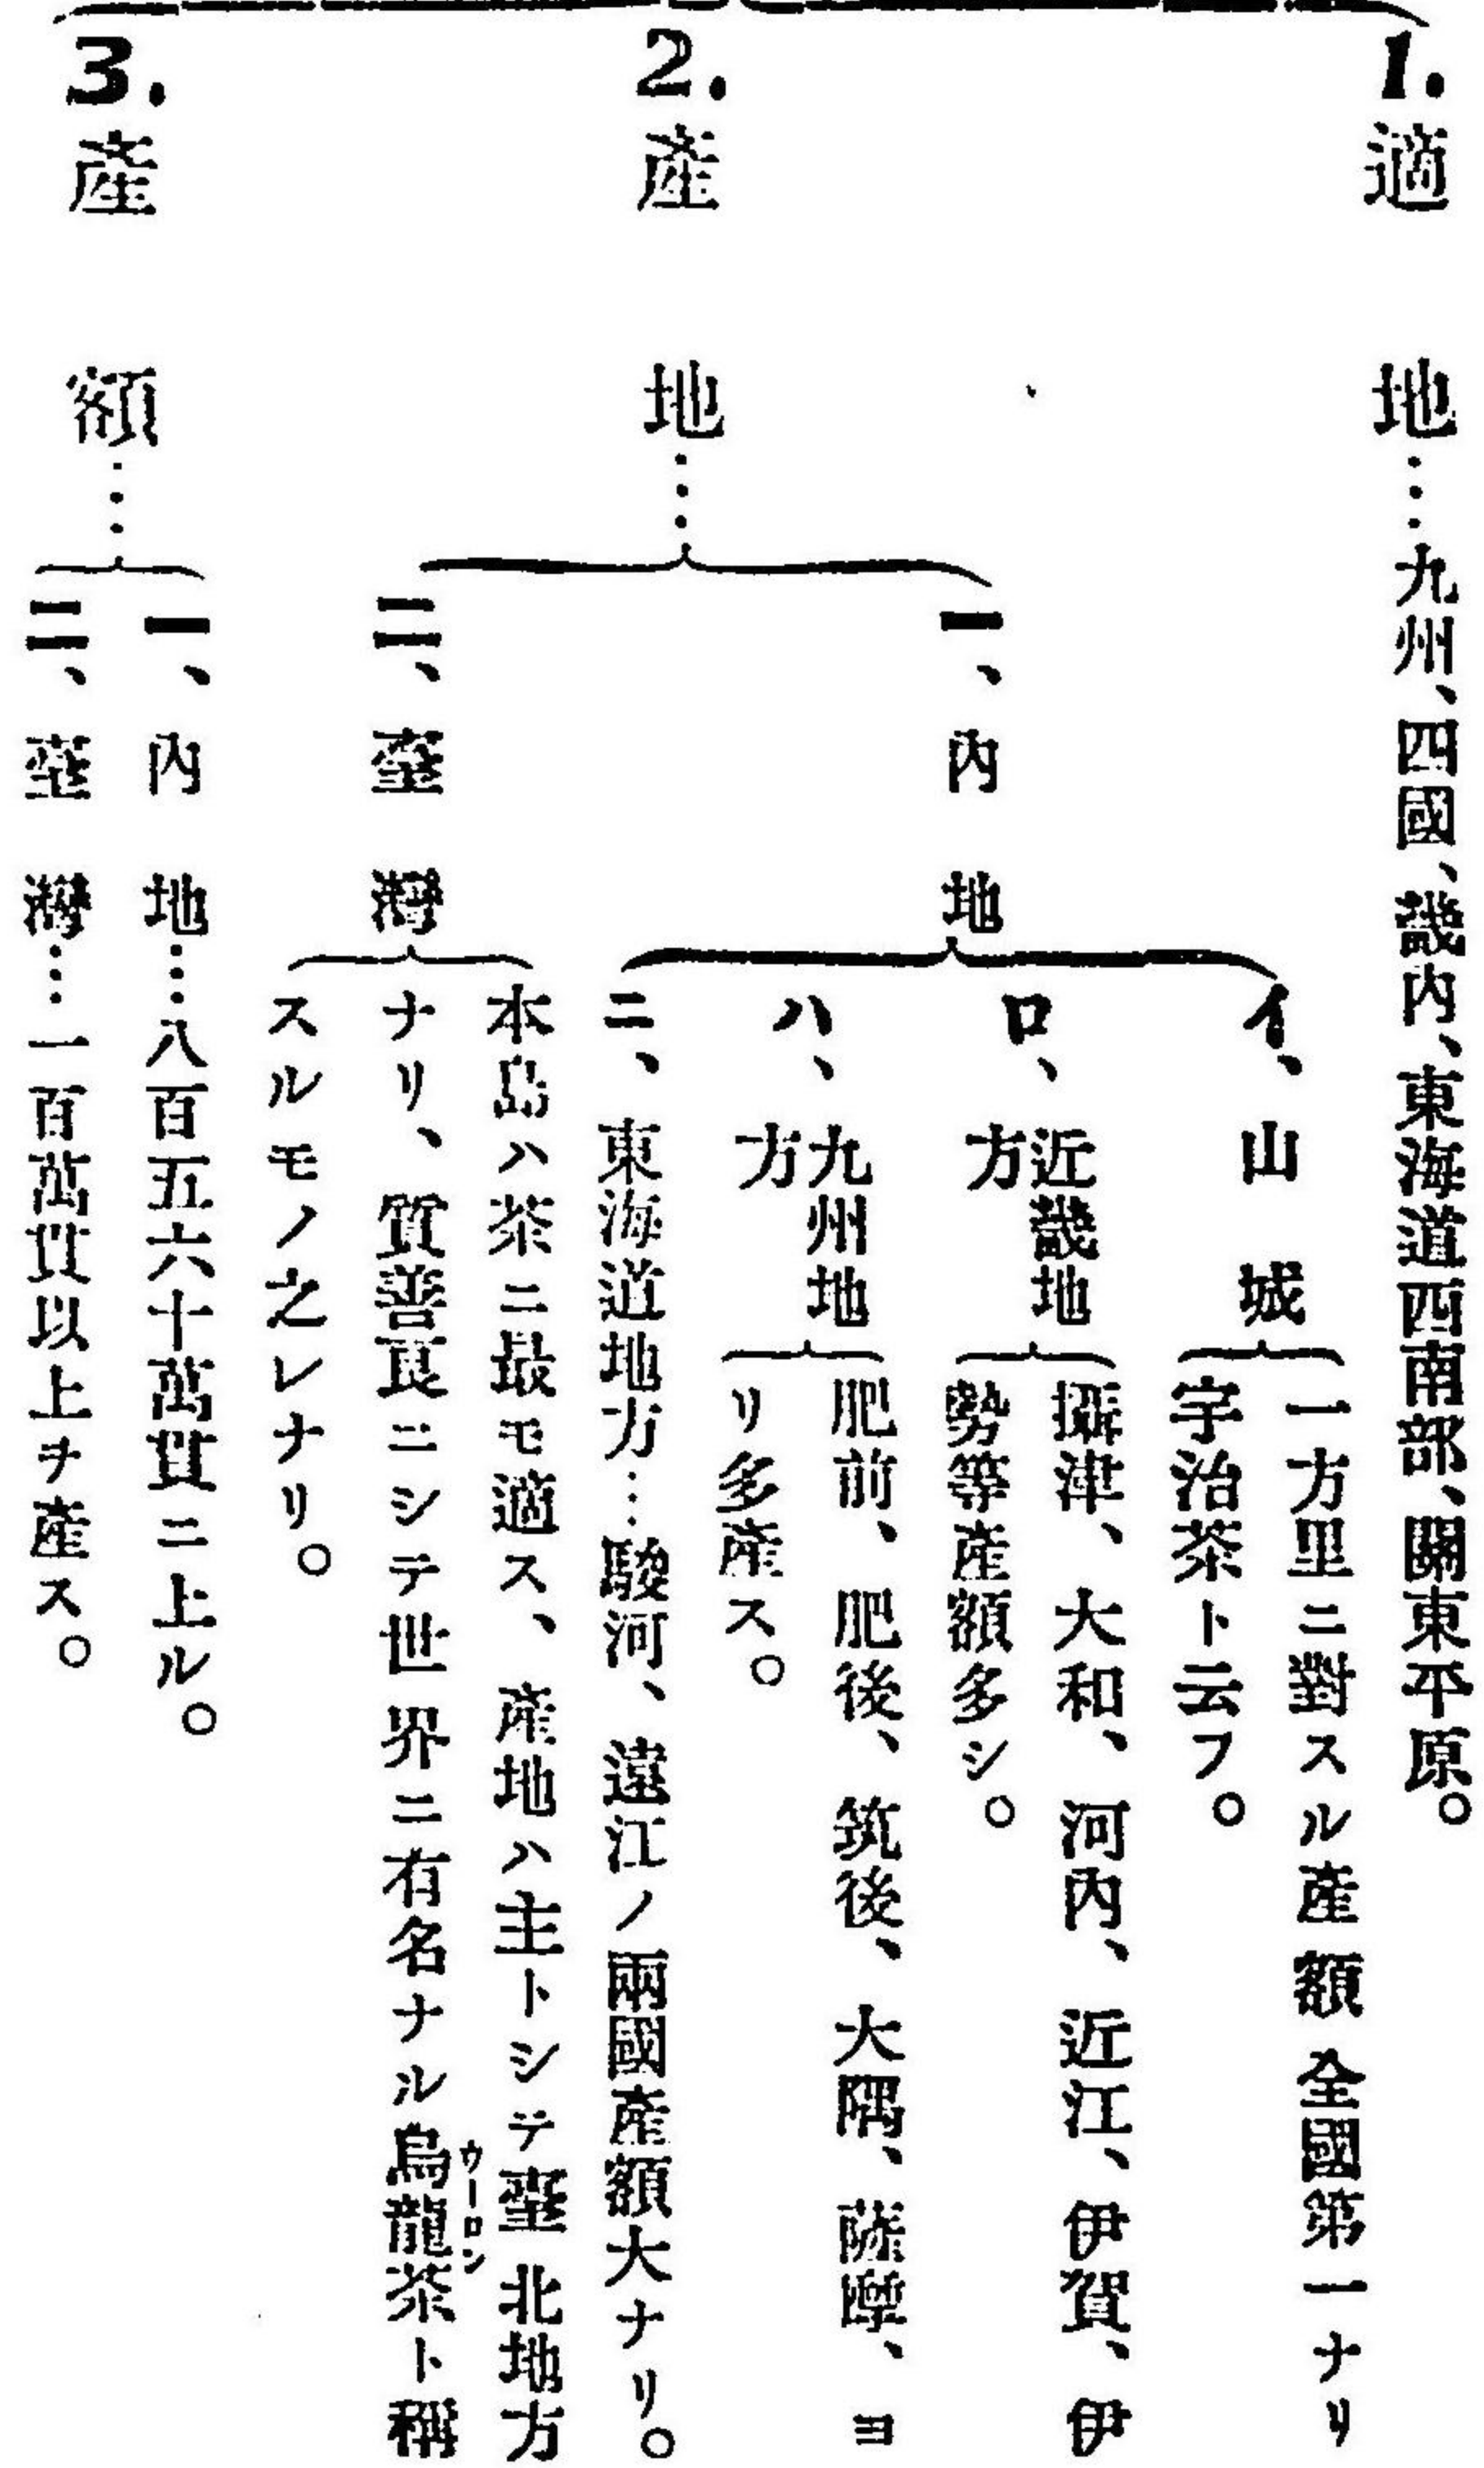 1. 適地……九州、四國、畿內、東海道西南部、關東平原。
2. 產地……
一、內地
イ、山城
一方里ニ對スル產額全國第一ナリ
宇治茶ト云フ。
ロ、近畿地
方
攝津、大和、河內、近江、伊賀、伊
勢等產額多シ。
ハ、九州地
方
肥前、肥後、筑後、大隅、薩摩、ヨ
リ多產ス。
ニ、東海道地方……駿河、遠江ノ兩國產額大ナリ。
二、臺灣
本島ハ茶ニ最モ適ス、產地ハ主トシテ臺北地方
ナリ、質善良ニシテ世界ニ有名ナル烏龍茶ト稱
ウーロン
スルモノ之レナリ。
3. 產額……
一、內地……八百五六十萬貫ニ上ル。
二、臺灣……一百萬貫以上ヲ產ス。